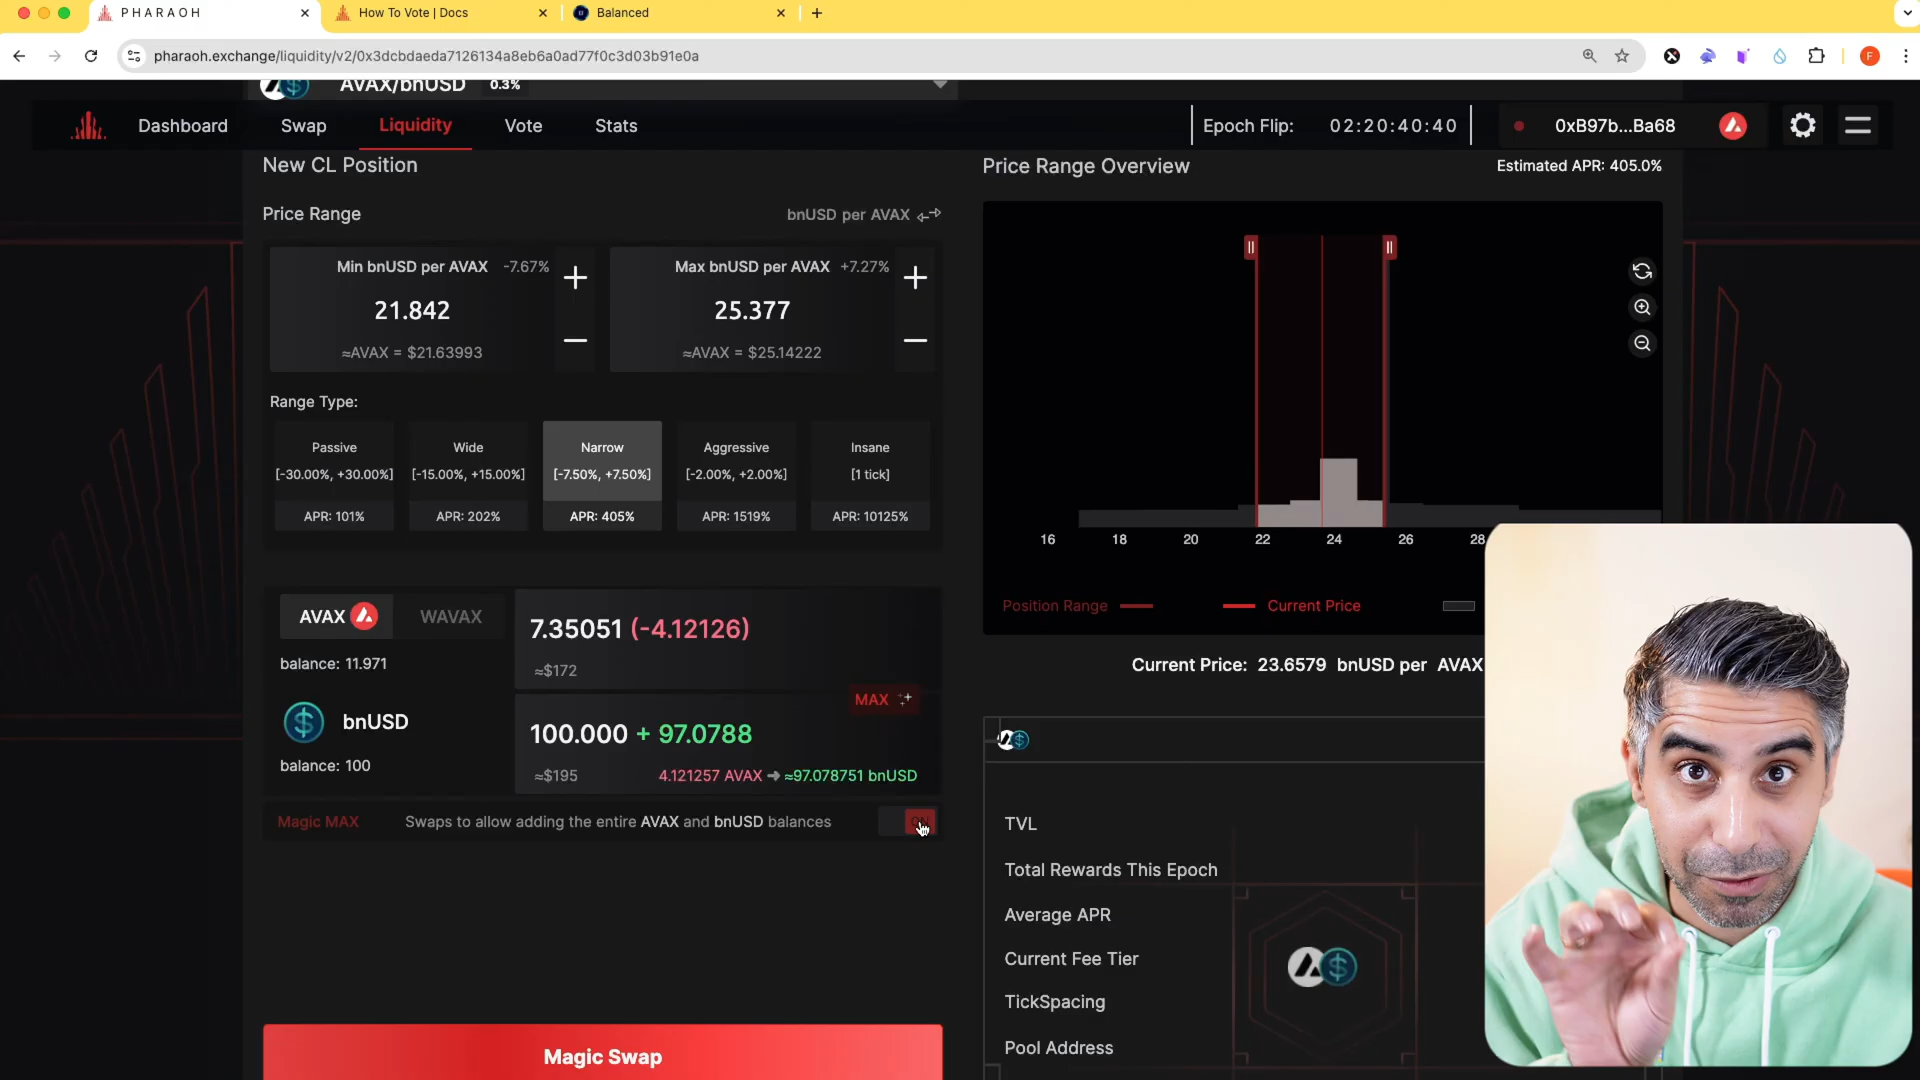 PHARAOH
How To Vote | Docs
Balanced
pharaoh.exchange/liquidity/v2/0x3dcbdaeda7126134a8eb6a0ad77f0c3d03b91e0a
F
AVAX/bnUSD 0.3%
Dashboard
Swap
Liquidity
Vote
Stats
Epoch Flip: 02:20:40:40
0xB97b...Ba68
New CL Position
Price Range
bnUSD per AVAX
Min bnUSD per AVAX -7.67%
21.842
≈AVAX = $21.63993
Max bnUSD per AVAX +7.27%
25.377
≈AVAX = $25.14222
Range Type:
Passive
[-30.00%, +30.00%]
APR: 101%
Wide
[-15.00%, +15.00%]
APR: 202%
Narrow
[-7.50%, +7.50%]
APR: 405%
Aggressive
[-2.00%, +2.00%]
APR: 1519%
Insane
[1 tick]
APR: 10125%
AVAX
WAVAX
balance: 11.971
7.35051 (-4.12126)
≈$172
MAX
bnUSD
balance: 100
100.000 + 97.0788
≈$195
4.121257 AVAX ➜ ≈97.078751 bnUSD
Magic MAX
Swaps to allow adding the entire AVAX and bnUSD balances
Magic Swap
Price Range Overview
Estimated APR: 405.0%
16 18 20 22 24 26 28
Position Range
Current Price
Current Price: 23.6579 bnUSD per AVAX
TVL
Total Rewards This Epoch
Average APR
Current Fee Tier
TickSpacing
Pool Address